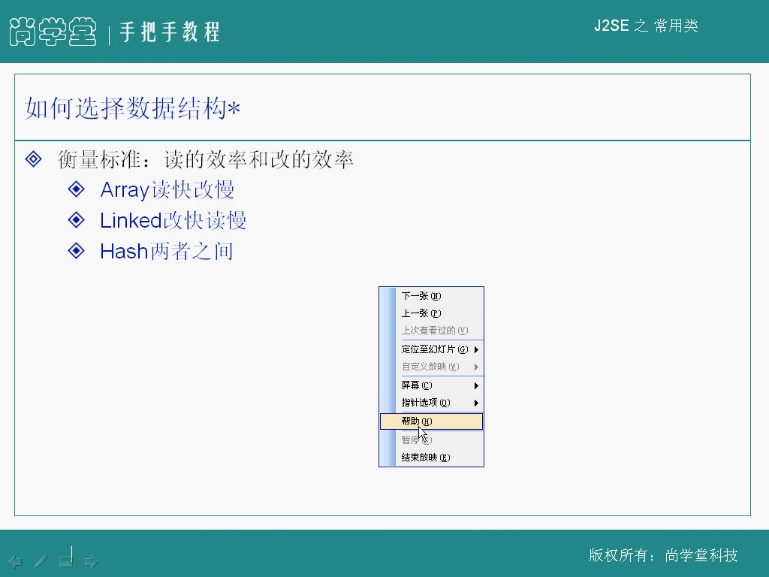 尚学堂 | 手把手教程
J2SE 之 常用类
如何选择数据结构*
衡量标准：读的效率和改的效率
Array读快改慢
Linked改快读慢
Hash两者之间
下一张(N)
上一张(P)
上次查看过的(V)
定位至幻灯片(G)
自定义放映(W)
屏幕(C)
指针选项(O)
帮助(H)
暂停(S)
结束放映(E)
版权所有：尚学堂科技